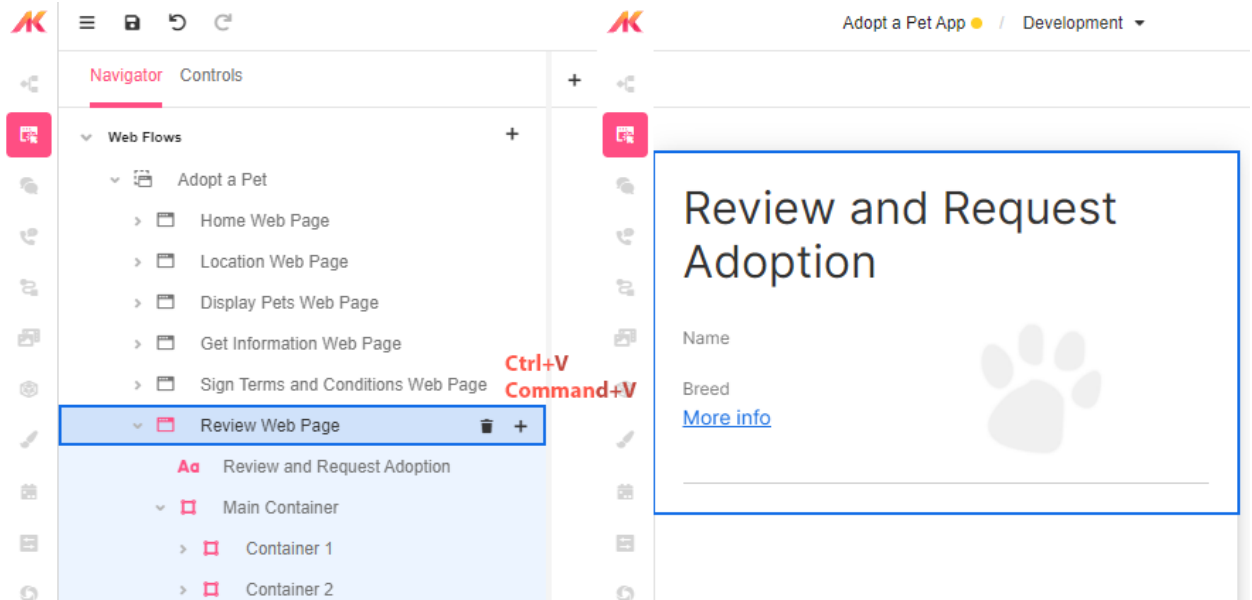 Adopt a Pet App / Development
Navigator Controls
Web Flows
Adopt a Pet
Home Web Page
Location Web Page
Display Pets Web Page
Get Information Web Page
Sign Terms and Conditions Web Page
Review Web Page
Aa Review and Request Adoption
Main Container
Container 1
Container 2
Ctrl+V
Command+V
Review and Request
Adoption
Name
Breed
More info